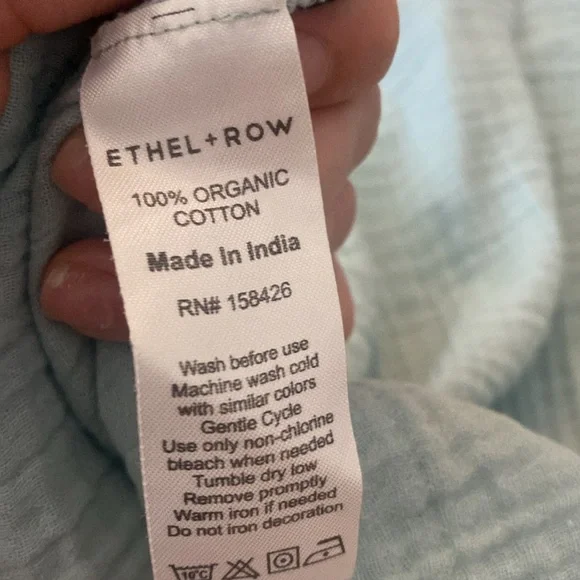 ETHEL+ROW
100% ORGANIC
COTTON
Made in India
RN# 158426
Wash before use
Machine wash cold
with similar colors
Gentle Cycle
Use only non-chlorine
bleach when needed
Tumble dry low
Remove promptly
Warm iron if needed
Do not iron decoration
10°C